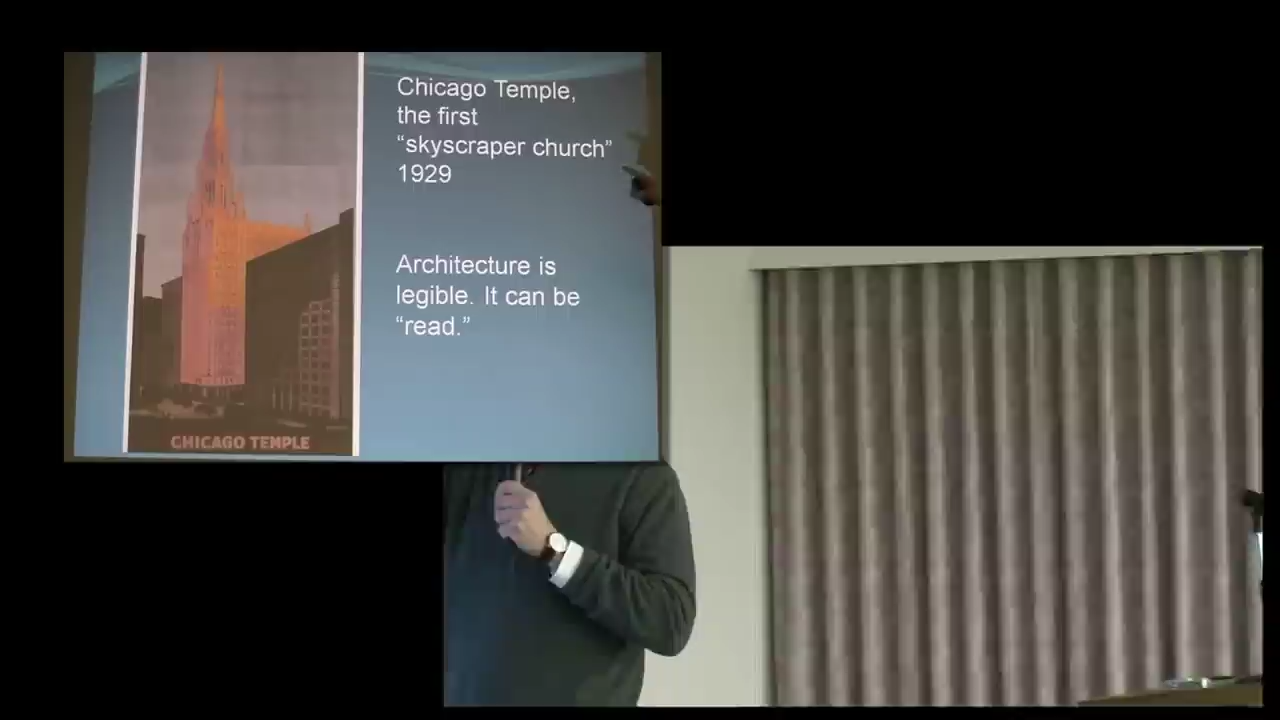 Chicago Temple,
the first
“skyscraper church”
1929
Architecture is
legible. It can be
“read.”
CHICAGO TEMPLE